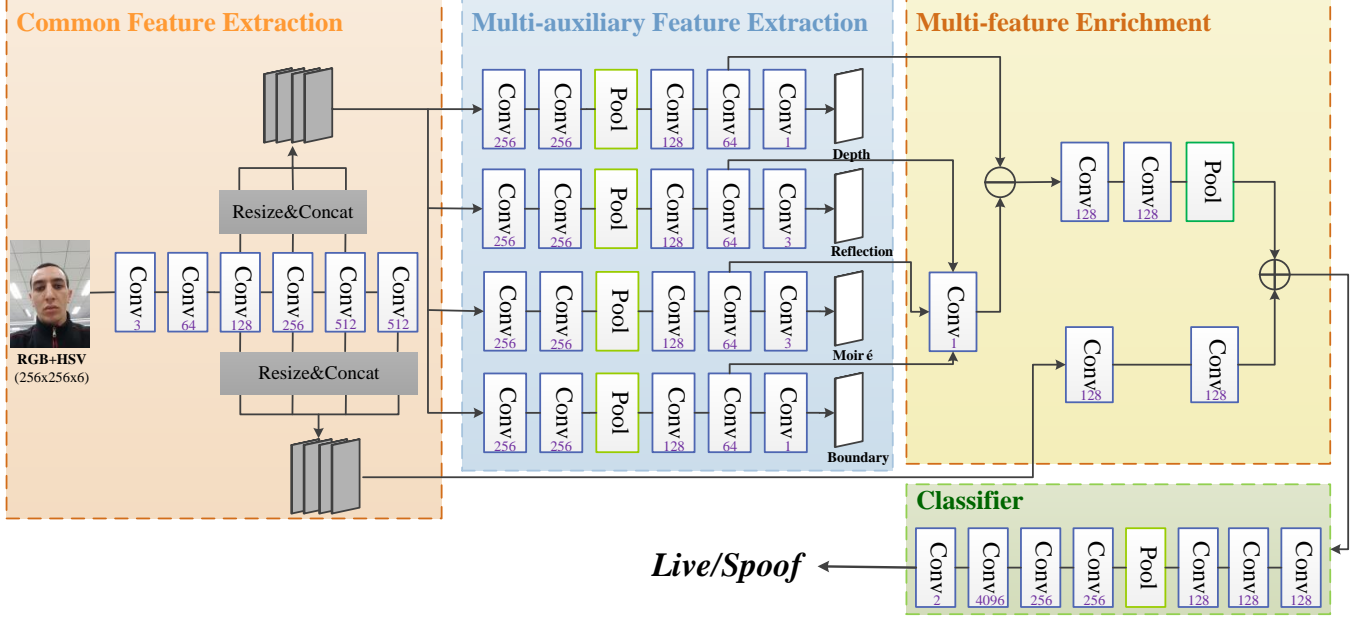 Common Feature Extraction
Resize&Concat
Conv 3
Conv 64
Conv 128
Conv 256
Conv 512
Conv 512
RGB+HSV
(256x256x6)
Resize&Concat
Multi-auxiliary Feature Extraction
Conv 256
Conv 256
Pool
Conv 128
Conv 64
Conv 1
Depth
Conv 256
Conv 256
Pool
Conv 128
Conv 64
Conv 3
Reflection
Conv 256
Conv 256
Pool
Conv 128
Conv 64
Conv 3
Moir é
Conv 256
Conv 256
Pool
Conv 128
Conv 64
Conv 1
Boundary
Multi-feature Enrichment
Conv 128
Conv 128
Pool
Conv 1
Conv 128
Conv 128
Classifier
Live/Spoof
Conv 2
Conv 4096
Conv 256
Conv 256
Pool
Conv 128
Conv 128
Conv 128